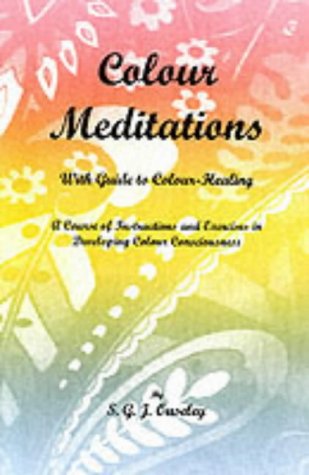 Colour
Meditations
With Guide to Colour-Healing
A Course of Instructions and Exercises in
Developing Colour Consciousness
By
S. G. J. Ouseley